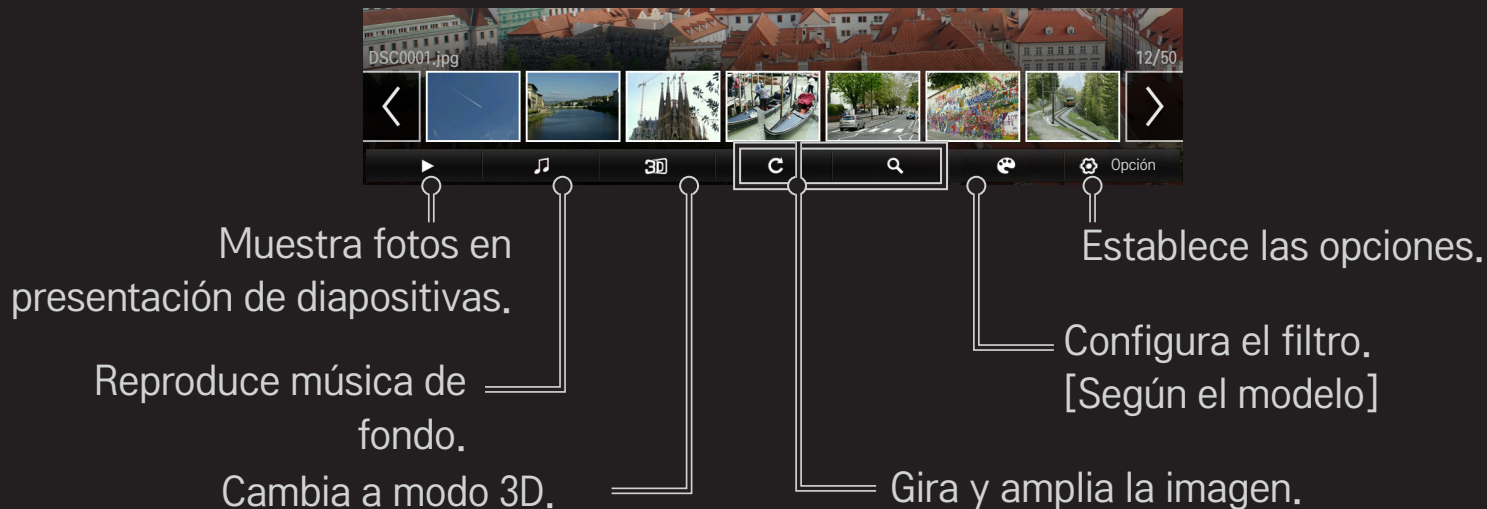 DSC0001.jpg
12/50
3D
Opción
Muestra fotos en
presentación de diapositivas.
Establece las opciones.
Configura el filtro.
[Según el modelo]
Reproduce música de
fondo.
Cambia a modo 3D.
Gira y amplia la imagen.